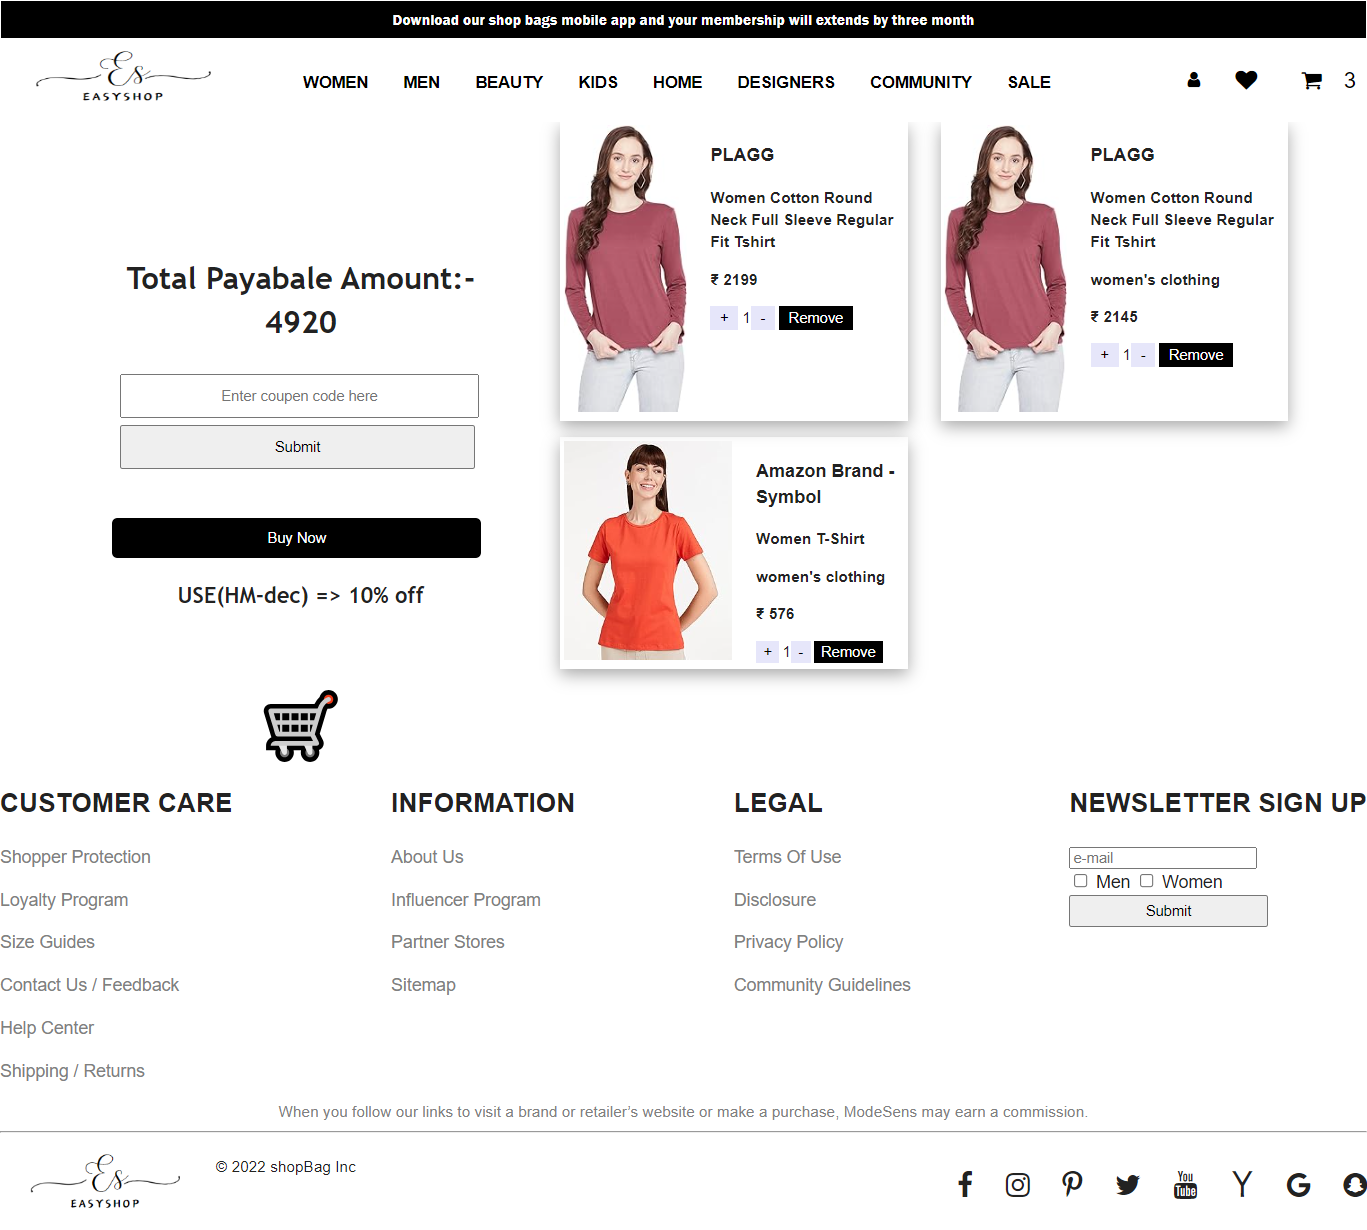 Download our shop bags mobile app and your membership will extends by three month
Es
EASYSHOP
WOMEN MEN BEAUTY KIDS HOME DESIGNERS COMMUNITY SALE
3
Total Payabale Amount:-
4920
Enter coupen code here
Submit
Buy Now
USE(HM-dec) => 10% off
PLAGG
Women Cotton Round
Neck Full Sleeve Regular
Fit Tshirt
₹ 2199
+ 1 - Remove
PLAGG
Women Cotton Round
Neck Full Sleeve Regular
Fit Tshirt
women's clothing
₹ 2145
+ 1 - Remove
Amazon Brand -
Symbol
Women T-Shirt
women's clothing
₹ 576
+ 1 - Remove
CUSTOMER CARE
Shopper Protection
Loyalty Program
Size Guides
Contact Us / Feedback
Help Center
Shipping / Returns
INFORMATION
About Us
Influencer Program
Partner Stores
Sitemap
LEGAL
Terms Of Use
Disclosure
Privacy Policy
Community Guidelines
NEWSLETTER SIGN UP
e-mail
Men Women
Submit
When you follow our links to visit a brand or retailer’s website or make a purchase, ModeSens may earn a commission.
Es
EASYSHOP
© 2022 shopBag Inc
You
Tube